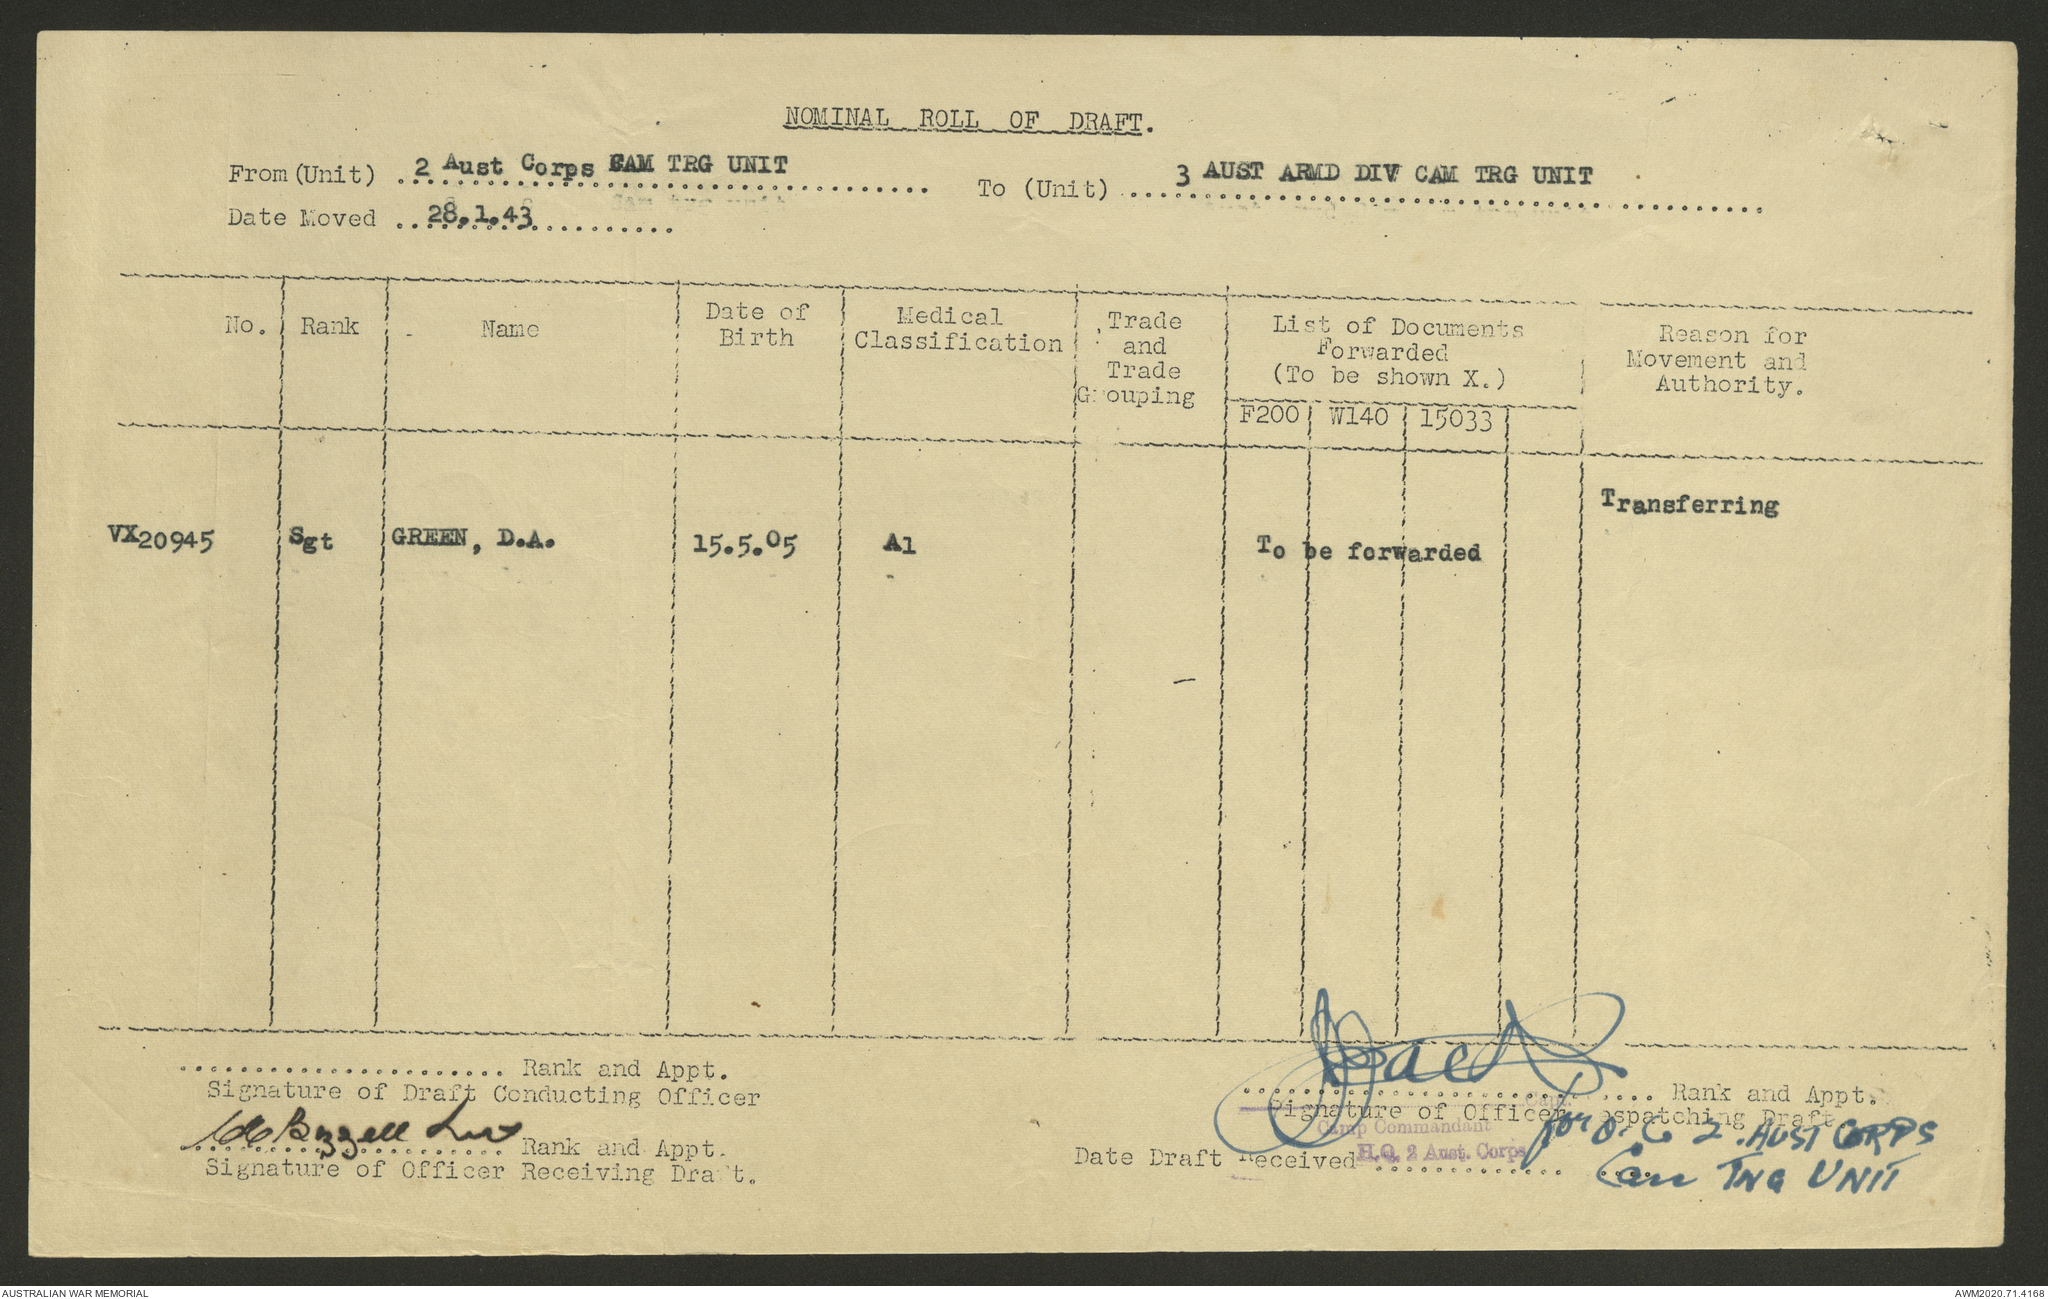 NOMINAL ROLL OF DRAFT.
From (Unit) 2 Aust Corps CAM TRG UNIT To (Unit) 3 AUST ARMD DIV CAM TRG UNIT
Date Moved 28.1.43
No. Rank Name Date of Birth Medical Classification Trade and Trade Grouping List of Documents Forwarded (To be shown X.) Reason for Movement and Authority.
F200 W140 15033
Transferring
VX20945 Sgt GREEN, D.A. 15.5.05 A1 To be forwarded
Rank and Appt.
Signature of Draft Conducting Officer
Rank and Appt.
Signature of Officer Receiving Draft.
Rank and Appt.
Signature of Officer Despatching Draft.
Capt.
Camp Commandant
H.Q. 2 Aust. Corps
for O.C 2. AUST CORPS
Cam TNG UNIT
Date Draft Received
AUSTRALIAN WAR MEMORIAL
AWM2020.71.4168